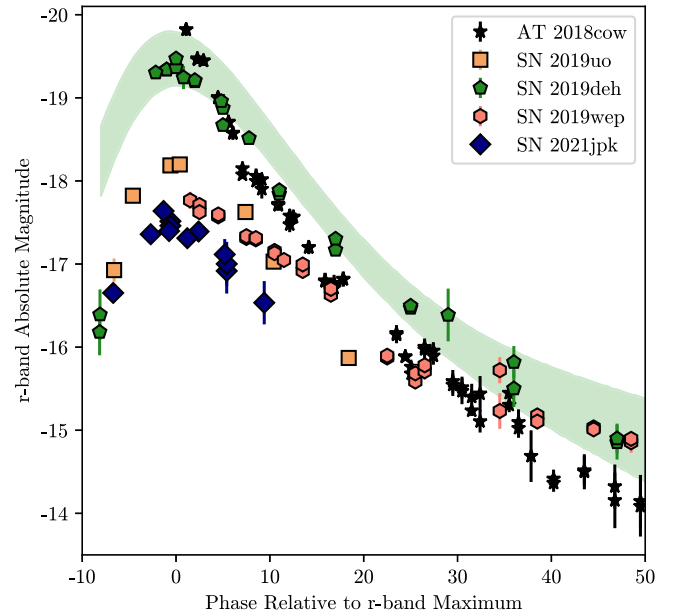 -20
-19
-18
-17
-16
-15
-14
r-band Absolute Magnitude
AT 2018cow
SN 2019uo
SN 2019deh
SN 2019wep
SN 2021jpk
-10 0 10 20 30 40 50
Phase Relative to r-band Maximum